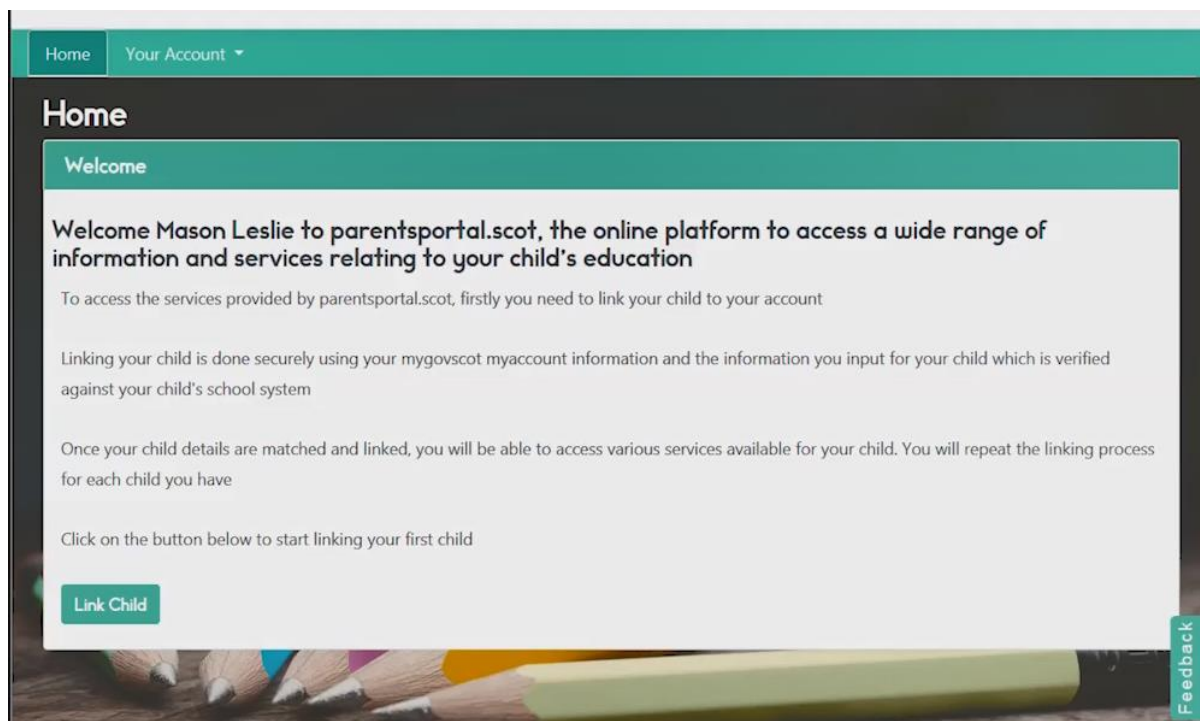 Home
Your Account
Home
Welcome
Welcome Mason Leslie to parentsportal.scot, the online platform to access a wide range of
information and services relating to your child's education
To access the services provided by parentsportal.scot, firstly you need to link your child to your account
Linking your child is done securely using your mygovscot myaccount information and the information you input for your child which is verified
against your child's school system
Once your child details are matched and linked, you will be able to access various services available for your child. You will repeat the linking process
for each child you have
Click on the button below to start linking your first child
Link Child
Feedback